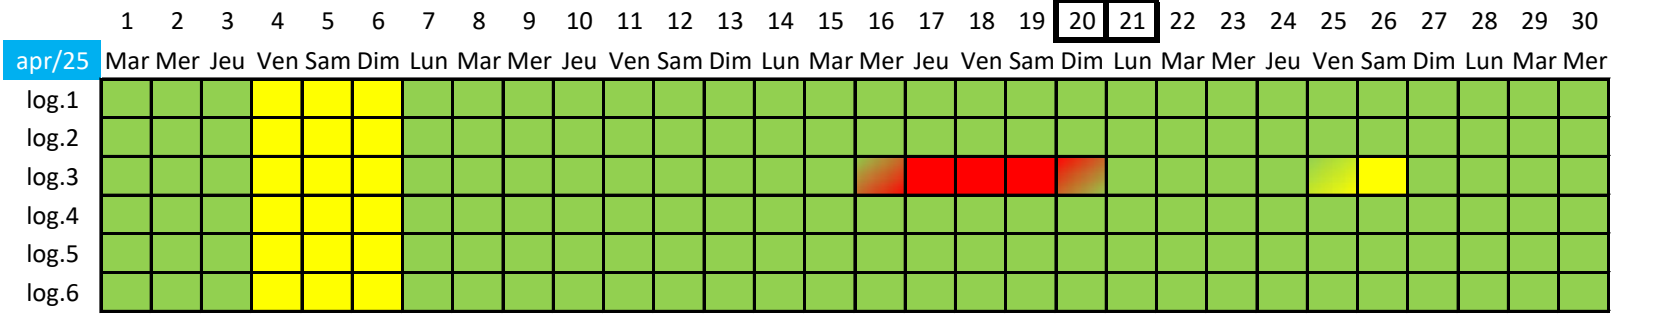 1 2 3 4 5 6 7 8 9 10 11 12 13 14 15 16 17 18 19 20 21 22 23 24 25 26 27 28 29 30
apr/25 Mar Mer Jeu Ven Sam Dim Lun Mar Mer Jeu Ven Sam Dim Lun Mar Mer Jeu Ven Sam Dim Lun Mar Mer Jeu Ven Sam Dim Lun Mar Mer
log.1
log.2
log.3
log.4
log.5
log.6